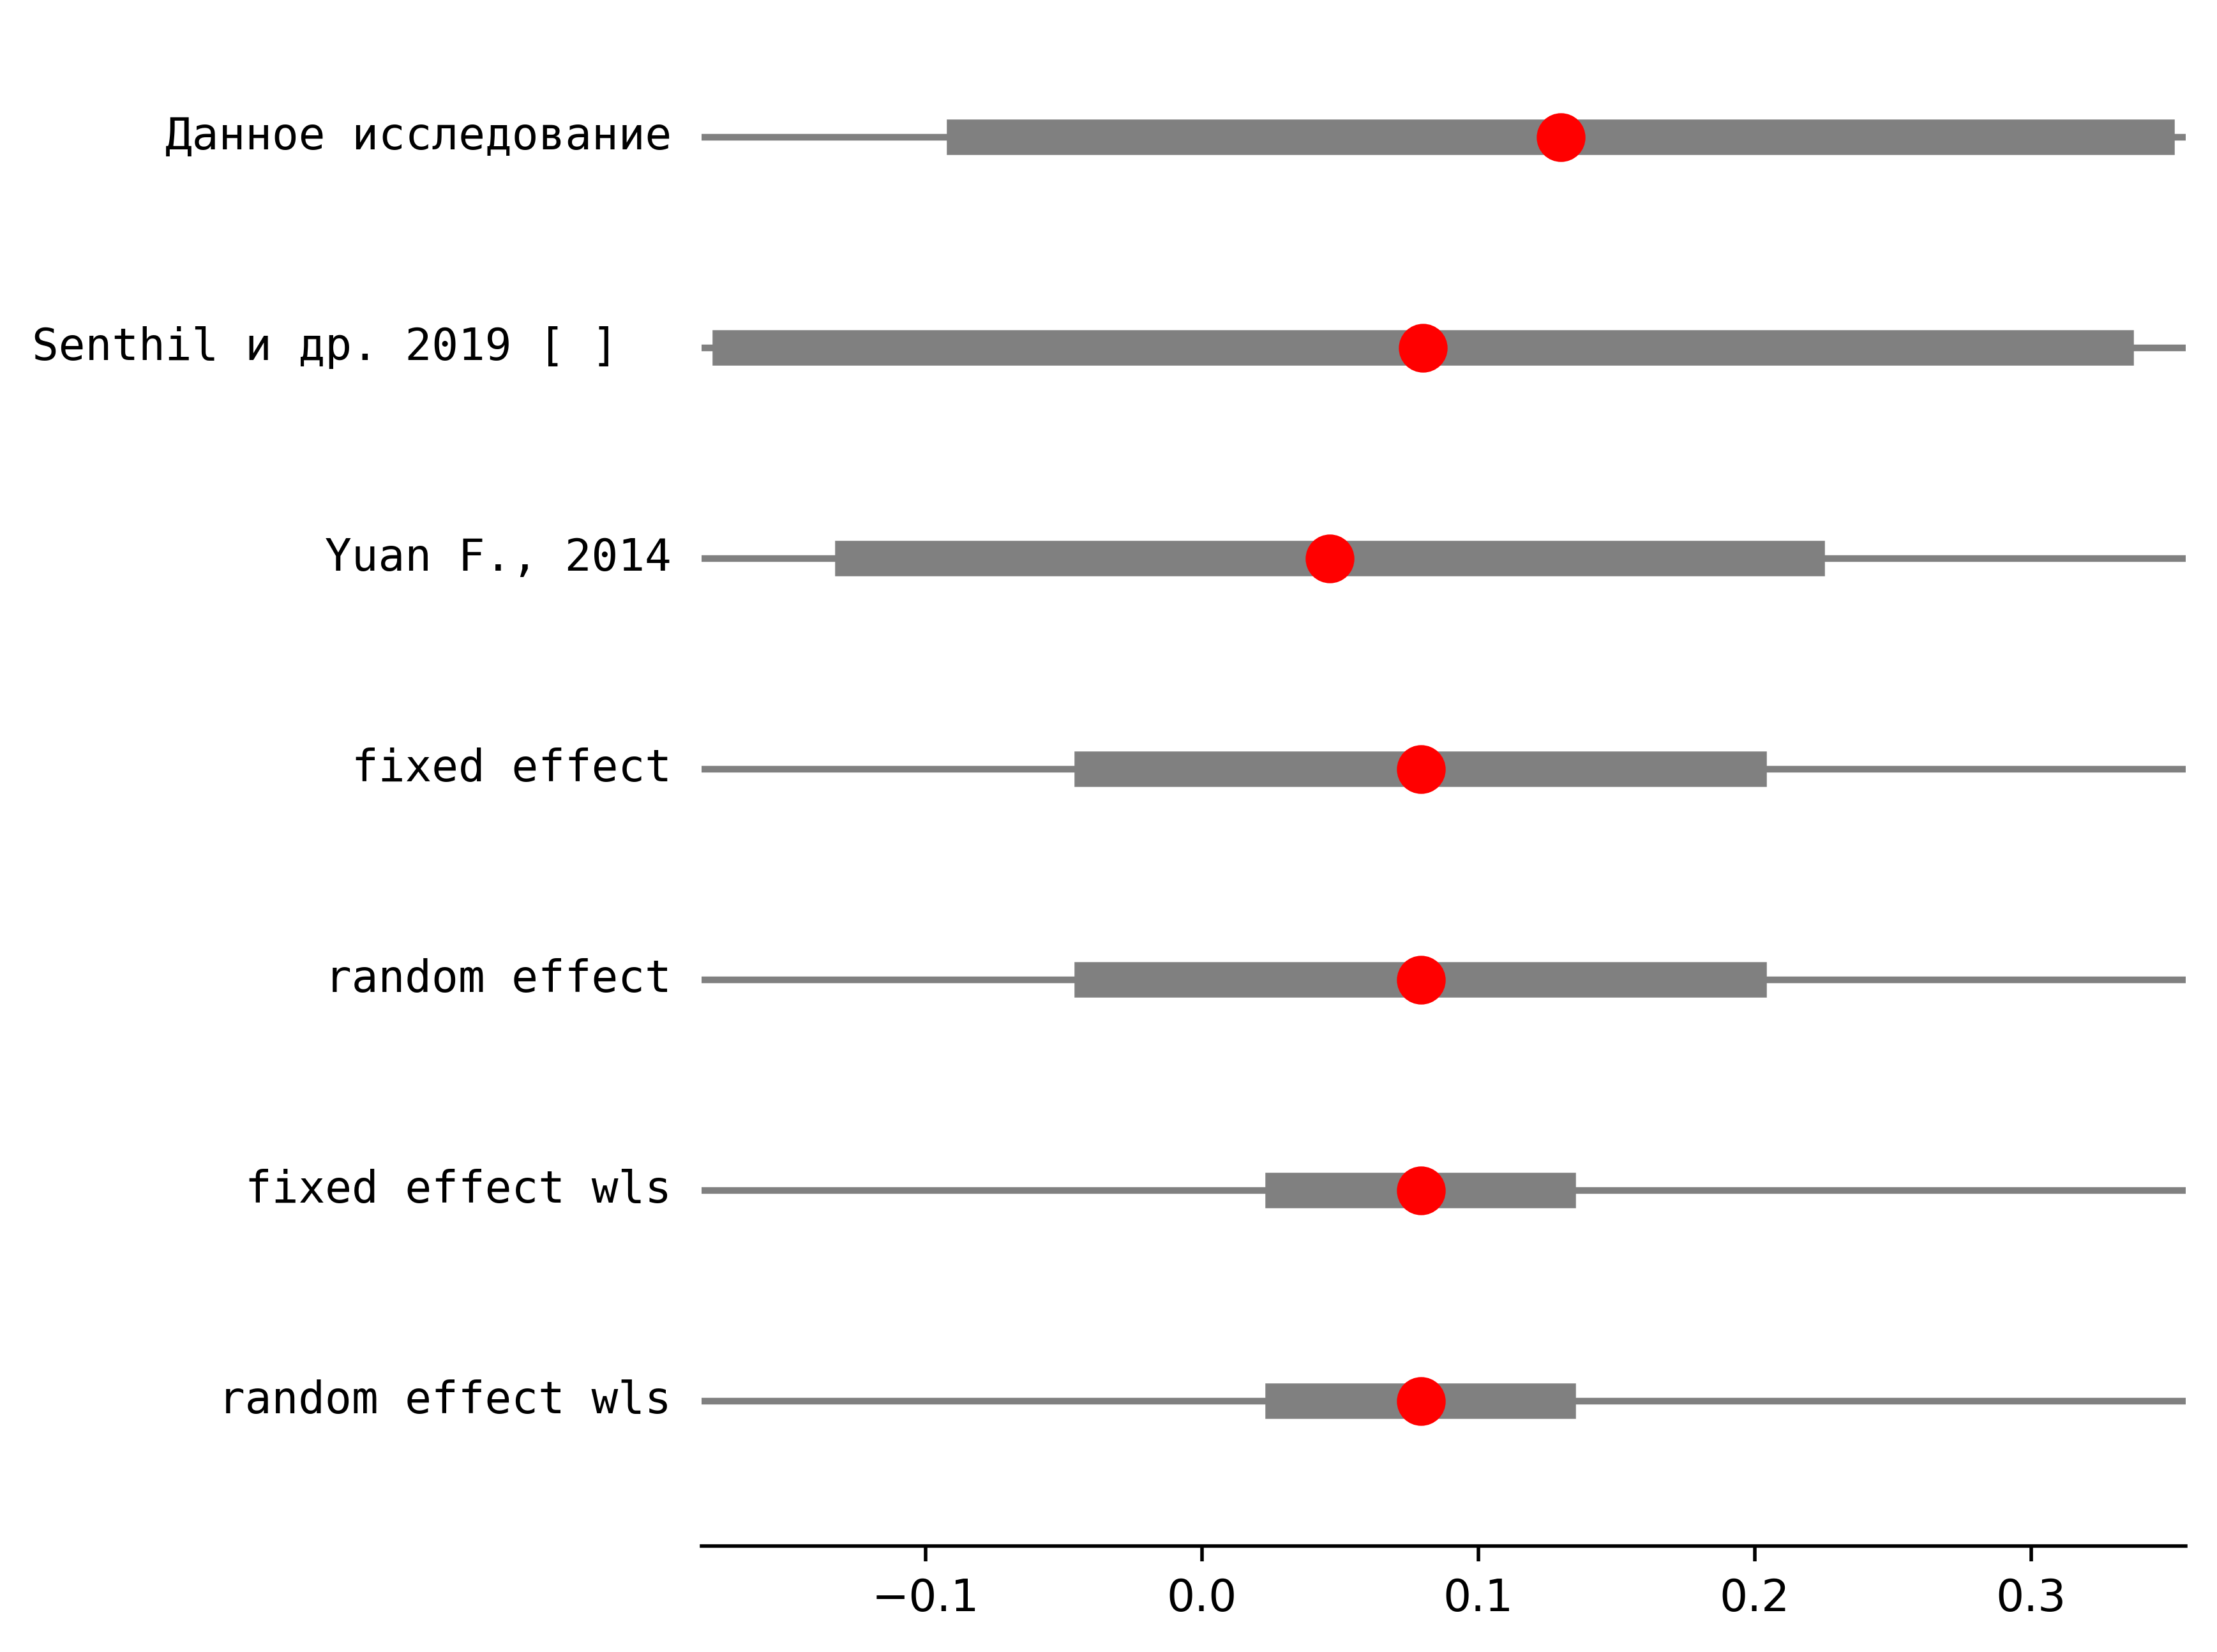 Данное исследование
Senthil и др. 2019 [ ]
Yuan F., 2014
fixed effect
random effect
fixed effect wls
random effect wls
−0.1 0.0 0.1 0.2 0.3